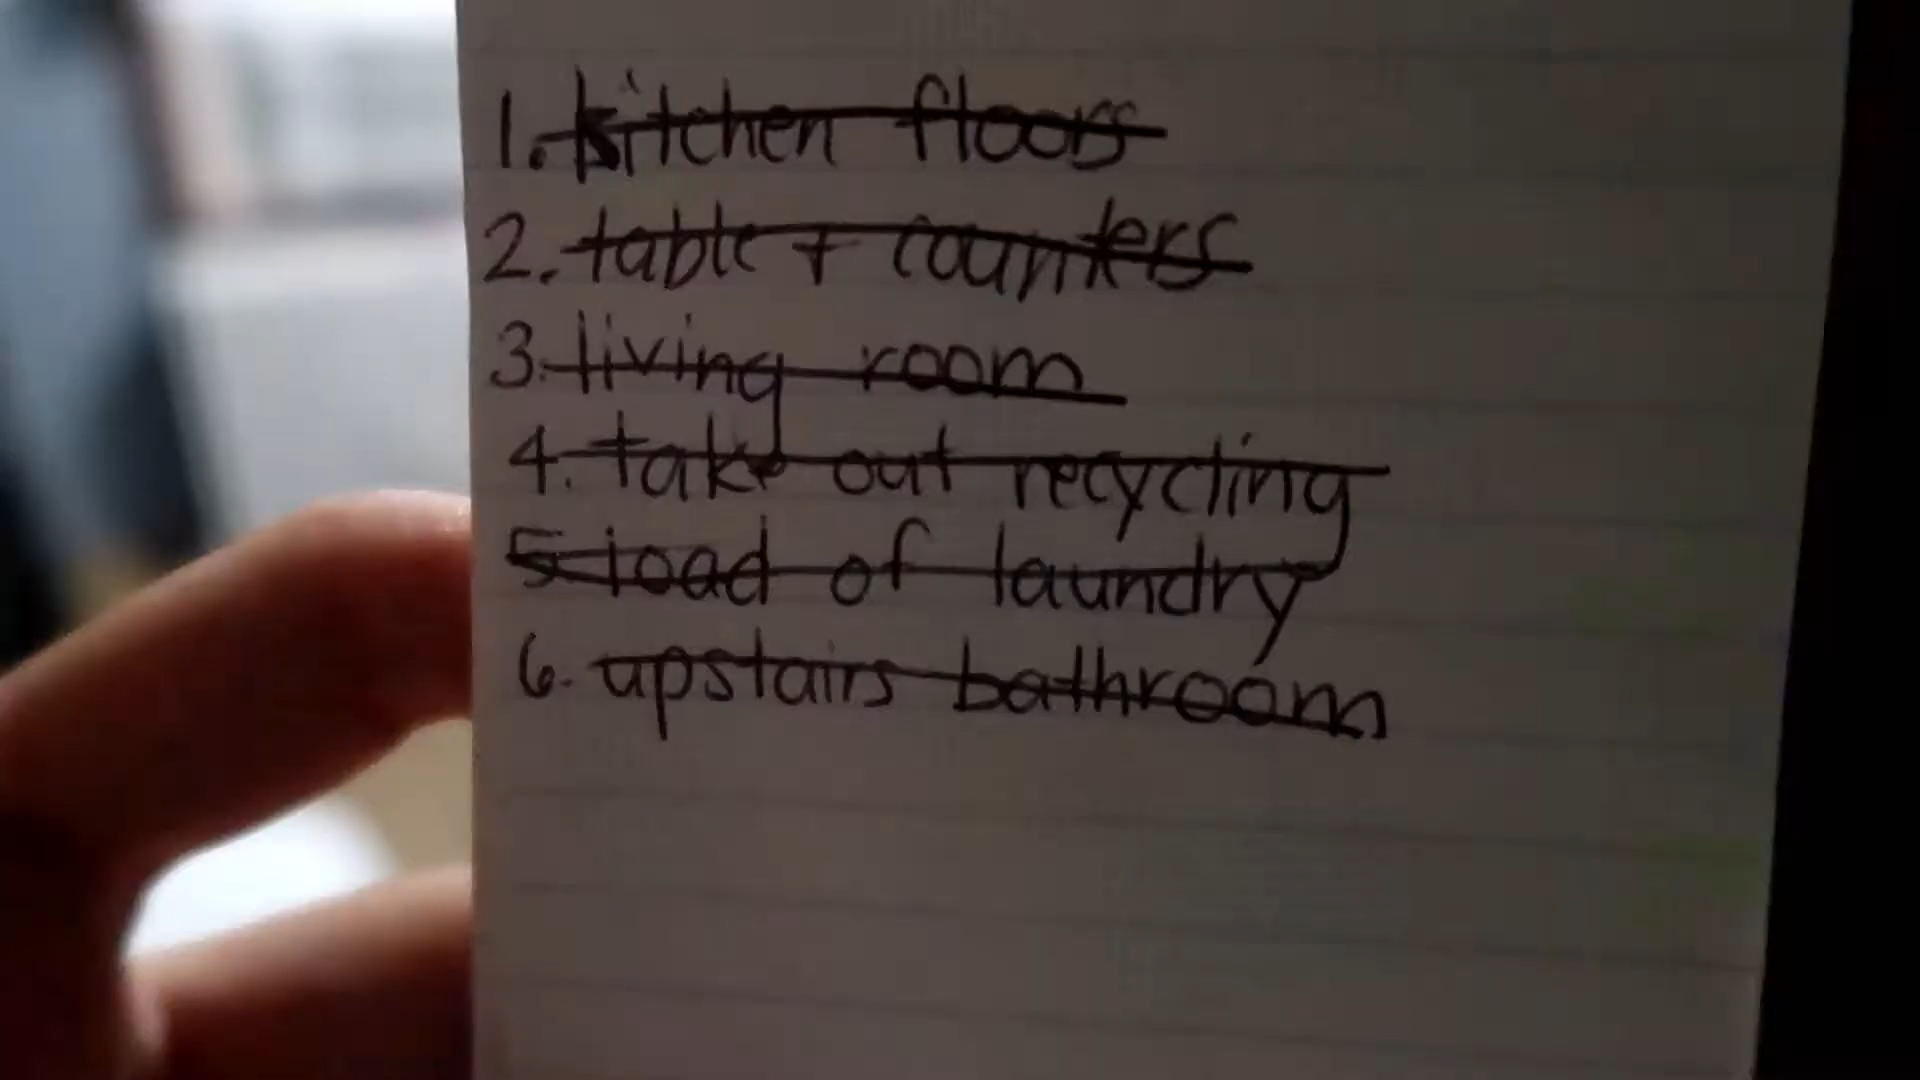 1. kitchen floors
2. table + counters
3. living room
4. take out recycling
5. load of laundry
6. upstairs bathroom